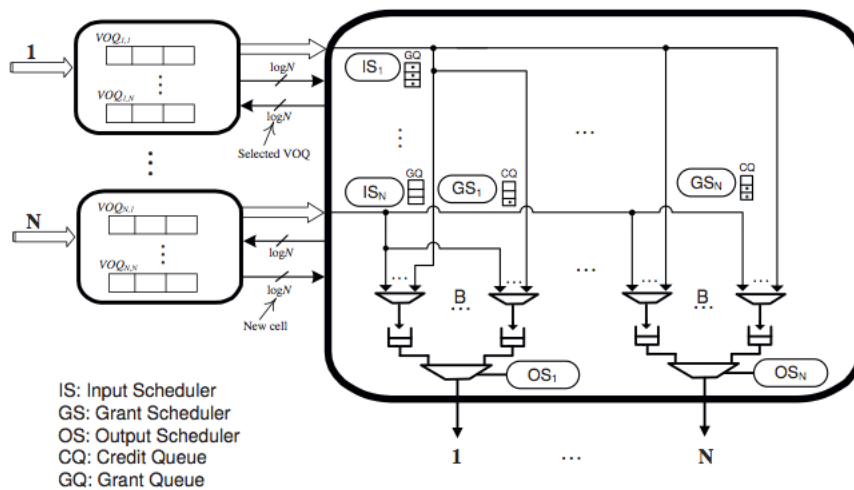 1
VOQ1,1
VOQ1,N
logN
logN
Selected VOQ
IS1
GQ
N
VOQN,1
VOQN,N
logN
logN
New cell
ISN
GQ
GS1
CQ
GSN
CQ
... B ...
... B ...
OS1
OSN
1 ... N
IS: Input Scheduler
GS: Grant Scheduler
OS: Output Scheduler
CQ: Credit Queue
GQ: Grant Queue